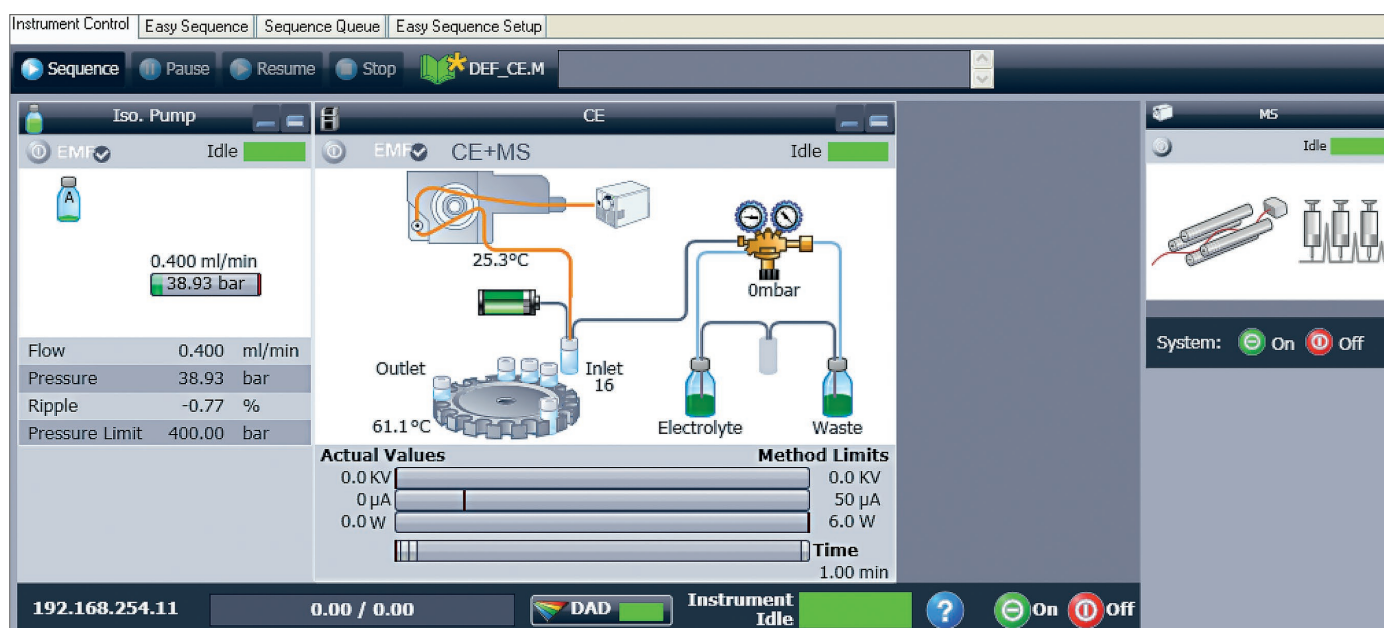 Instrument Control Easy Sequence Sequence Queue Easy Sequence Setup
Sequence Pause Resume Stop DEF_CE.M
Iso. Pump
EMF Idle
A
0.400 ml/min
38.93 bar
Flow 0.400 ml/min
Pressure 38.93 bar
Ripple -0.77 %
Pressure Limit 400.00 bar
CE
EMF CE+MS Idle
25.3°C
0mbar
Outlet
Inlet
16
61.1°C
Electrolyte
Waste
Actual Values Method Limits
0.0 KV 0.0 KV
0 µA 50 µA
0.0 W 6.0 W
Time
1.00 min
MS
Idle
System: On Off
192.168.254.11 0.00 / 0.00 DAD Instrument
Idle
? On Off